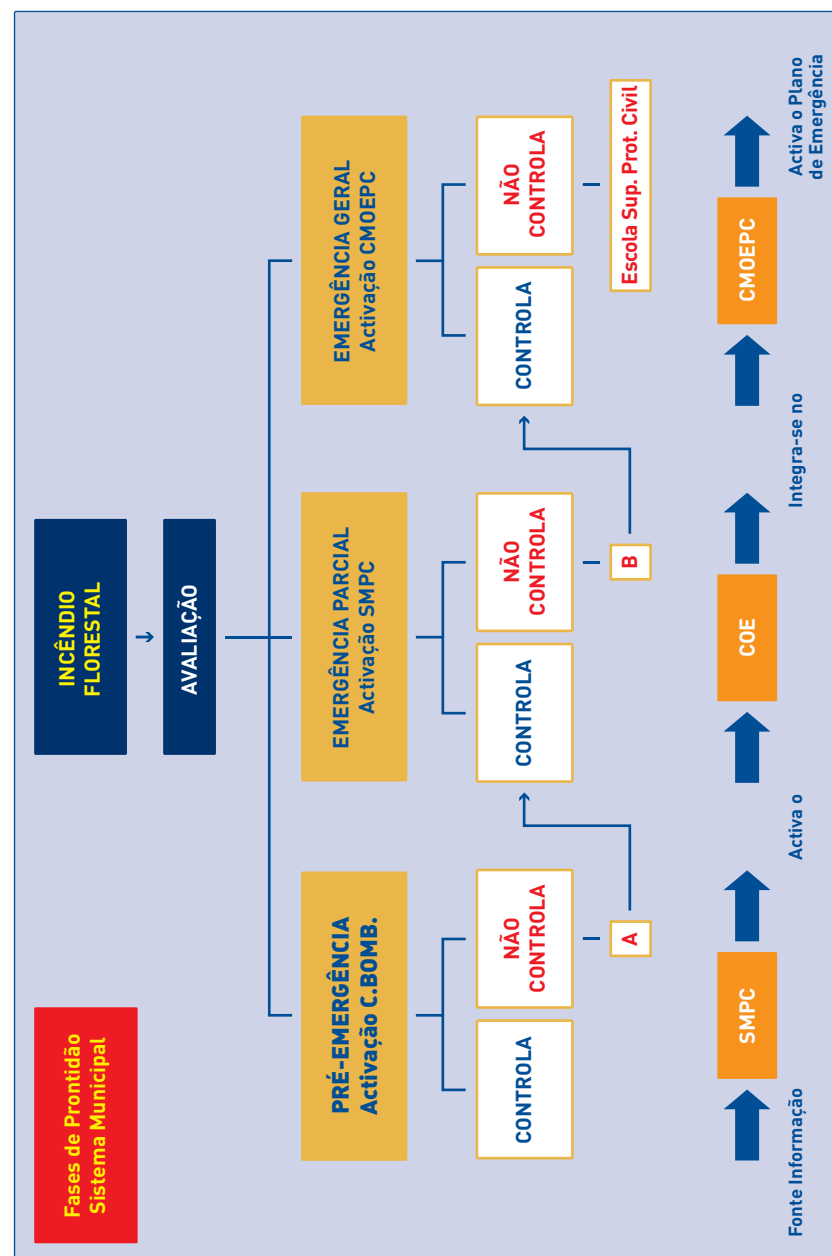 Fases de Prontidão
Sistema Municipal
INCÊNDIO
FLORESTAL
AVALIAÇÃO
PRÉ-EMERGÊNCIA
Activação C.BOMB.
EMERGÊNCIA PARCIAL
Activação SMPC
EMERGÊNCIA GERAL
Activação CMOEPC
CONTROLA
NÃO
CONTROLA
CONTROLA
NÃO
CONTROLA
CONTROLA
NÃO
CONTROLA
A
B
Escola Sup. Prot. Civil
SMPC
COE
CMOEPC
Fonte Informação
Activa o
Integra-se no
Activa o Plano
de Emergência